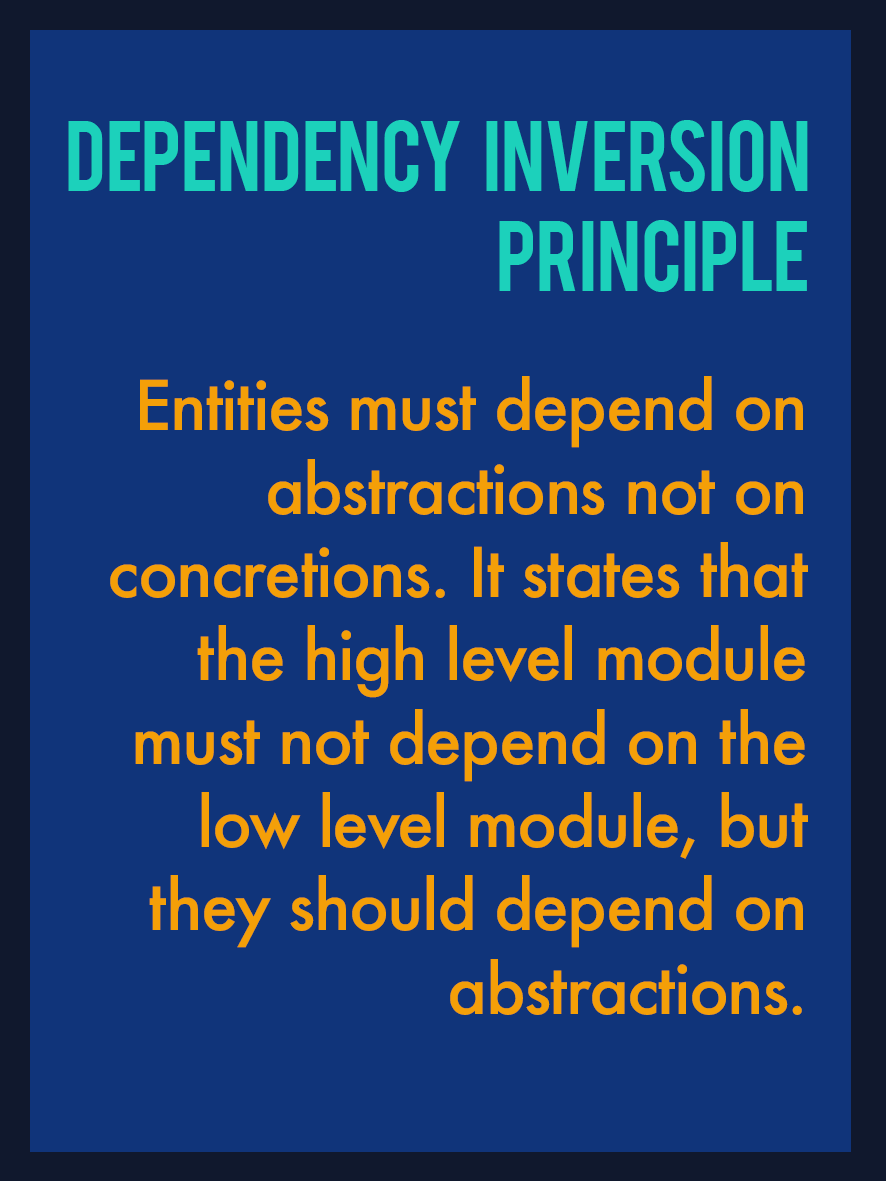 DEPENDENCY INVERSION
PRINCIPLE
Entities must depend on
abstractions not on
concretions. It states that
the high level module
must not depend on the
low level module, but
they should depend on
abstractions.